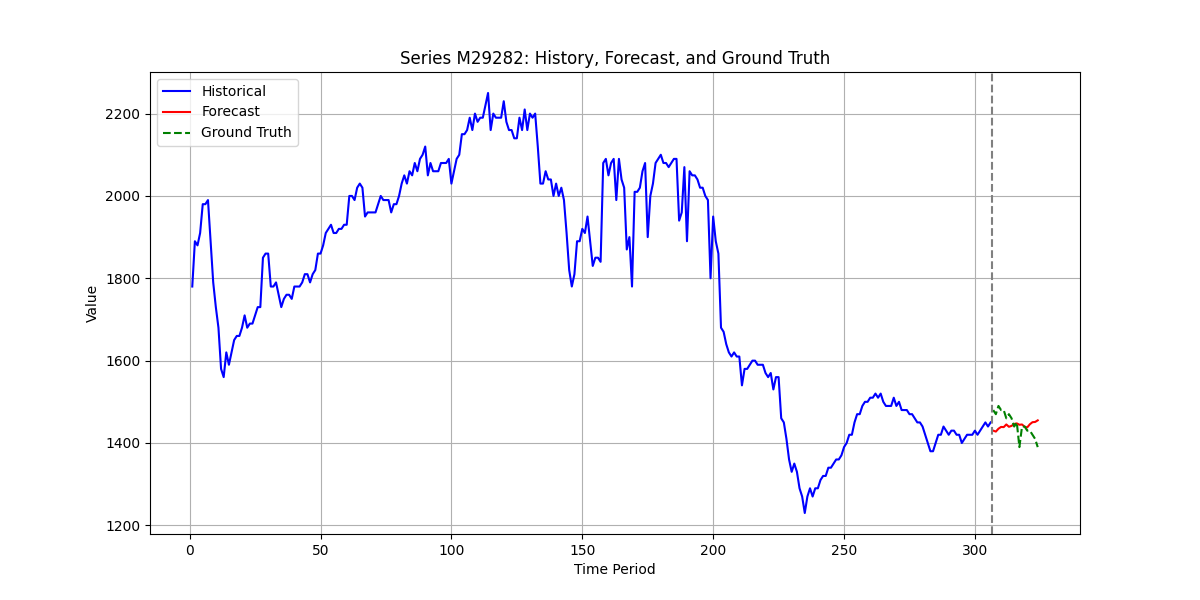 Series M29282: History, Forecast, and Ground Truth
Historical
Forecast
Ground Truth
Value
2200
2000
1800
1600
1400
1200
0 50 100 150 200 250 300
Time Period